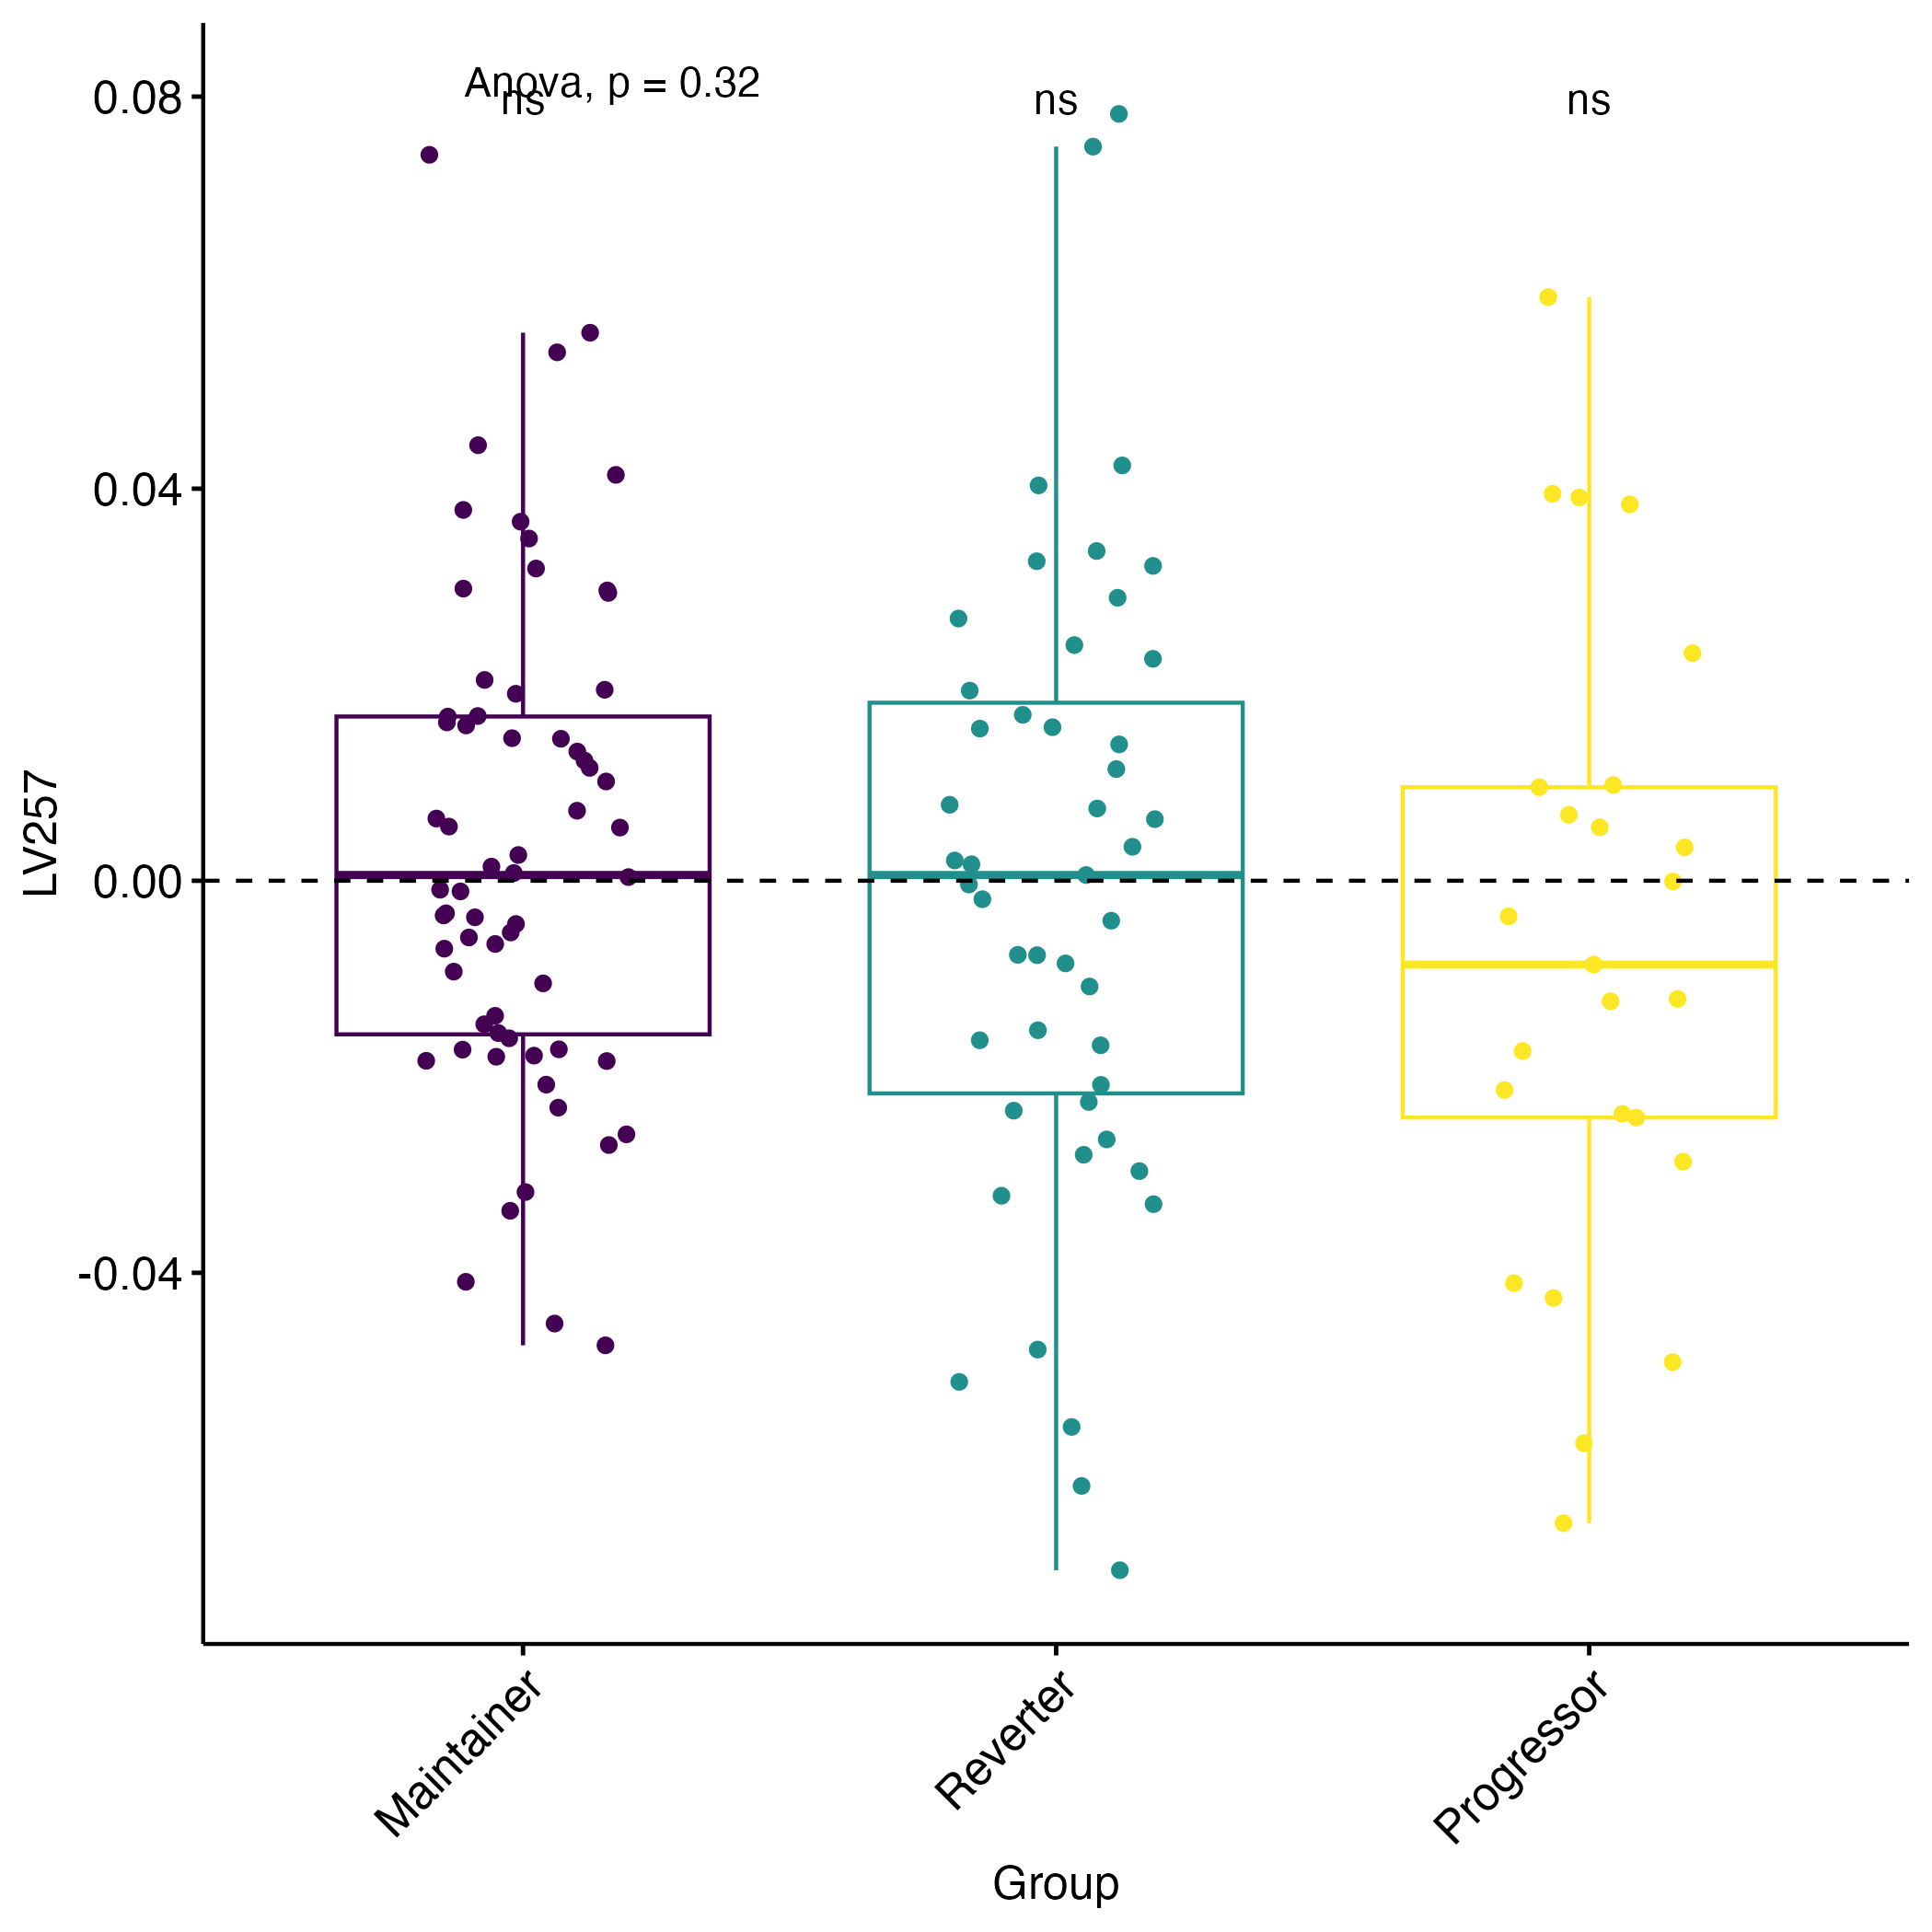 Anova, p = 0.32
ns
ns
ns
0.08
0.04
0.00
-0.04
LV257
Maintainer
Reverter
Progressor
Group